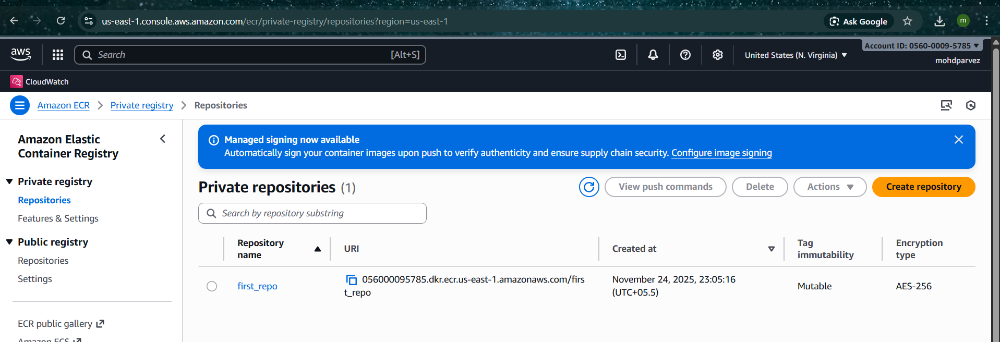 us-east-1.console.aws.amazon.com/ecr/private-registry/repositories?region=us-east-1
Ask Google
m
aws
Search
[Alt+S]
United States (N. Virginia)
Account ID: 0560-0009-5785
mohdparvez
CloudWatch
Amazon ECR
Private registry
Repositories
Amazon Elastic
Container Registry
Private registry
Repositories
Features & Settings
Public registry
Repositories
Settings
ECR public gallery
Amazon ECS
Managed signing now available
Automatically sign your container images upon push to verify authenticity and ensure supply chain security. Configure image signing
Private repositories (1)
View push commands
Delete
Actions
Create repository
Search by repository substring
Repository
name
URI
Created at
Tag
immutability
Encryption
type
first_repo
056000095785.dkr.ecr.us-east-1.amazonaws.com/firs
t_repo
November 24, 2025, 23:05:16
(UTC+05.5)
Mutable
AES-256